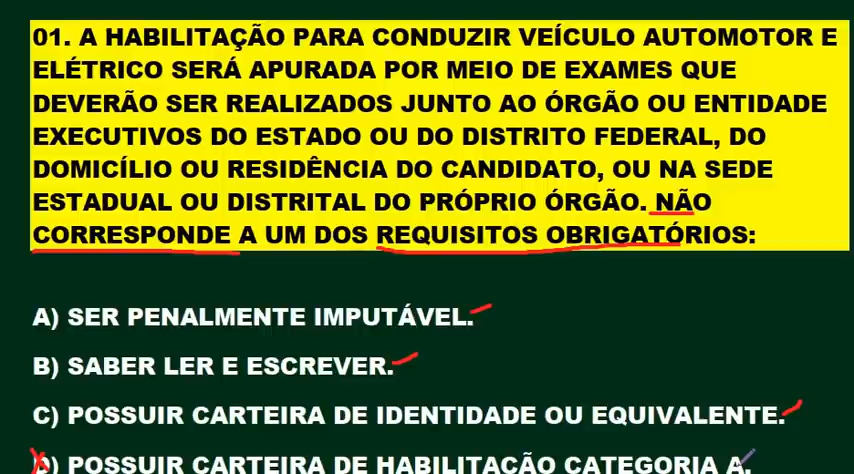 01. A HABILITAÇÃO PARA CONDUZIR VEÍCULO AUTOMOTOR E
ELÉTRICO SERÁ APURADA POR MEIO DE EXAMES QUE
DEVERÃO SER REALIZADOS JUNTO AO ÓRGÃO OU ENTIDADE
EXECUTIVOS DO ESTADO OU DO DISTRITO FEDERAL, DO
DOMICÍLIO OU RESIDÊNCIA DO CANDIDATO, OU NA SEDE
ESTADUAL OU DISTRITAL DO PRÓPRIO ÓRGÃO. NÃO
CORRESPONDE A UM DOS REQUISITOS OBRIGATÓRIOS:
A) SER PENALMENTE IMPUTÁVEL.
B) SABER LER E ESCREVER.
C) POSSUIR CARTEIRA DE IDENTIDADE OU EQUIVALENTE.
D) POSSUIR CARTEIRA DE HABILITAÇÃO CATEGORIA A.